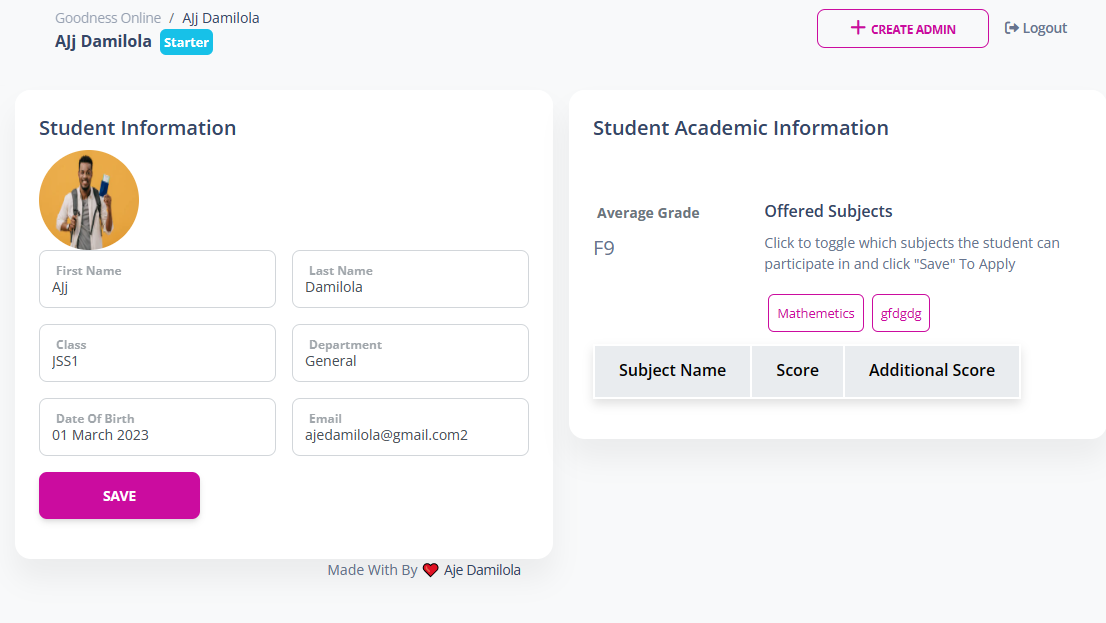 Goodness Online / AJj Damilola
AJj Damilola Starter
CREATE ADMIN
Logout
Student Information
First Name
AJj
Last Name
Damilola
Class
JSS1
Department
General
Date Of Birth
01 March 2023
Email
ajedamilola@gmail.com2
SAVE
Student Academic Information
Average Grade
F9
Offered Subjects
Click to toggle which subjects the student can
participate in and click "Save" To Apply
Mathemetics
gfdgdg
Subject Name
Score
Additional Score
Made With By Aje Damilola